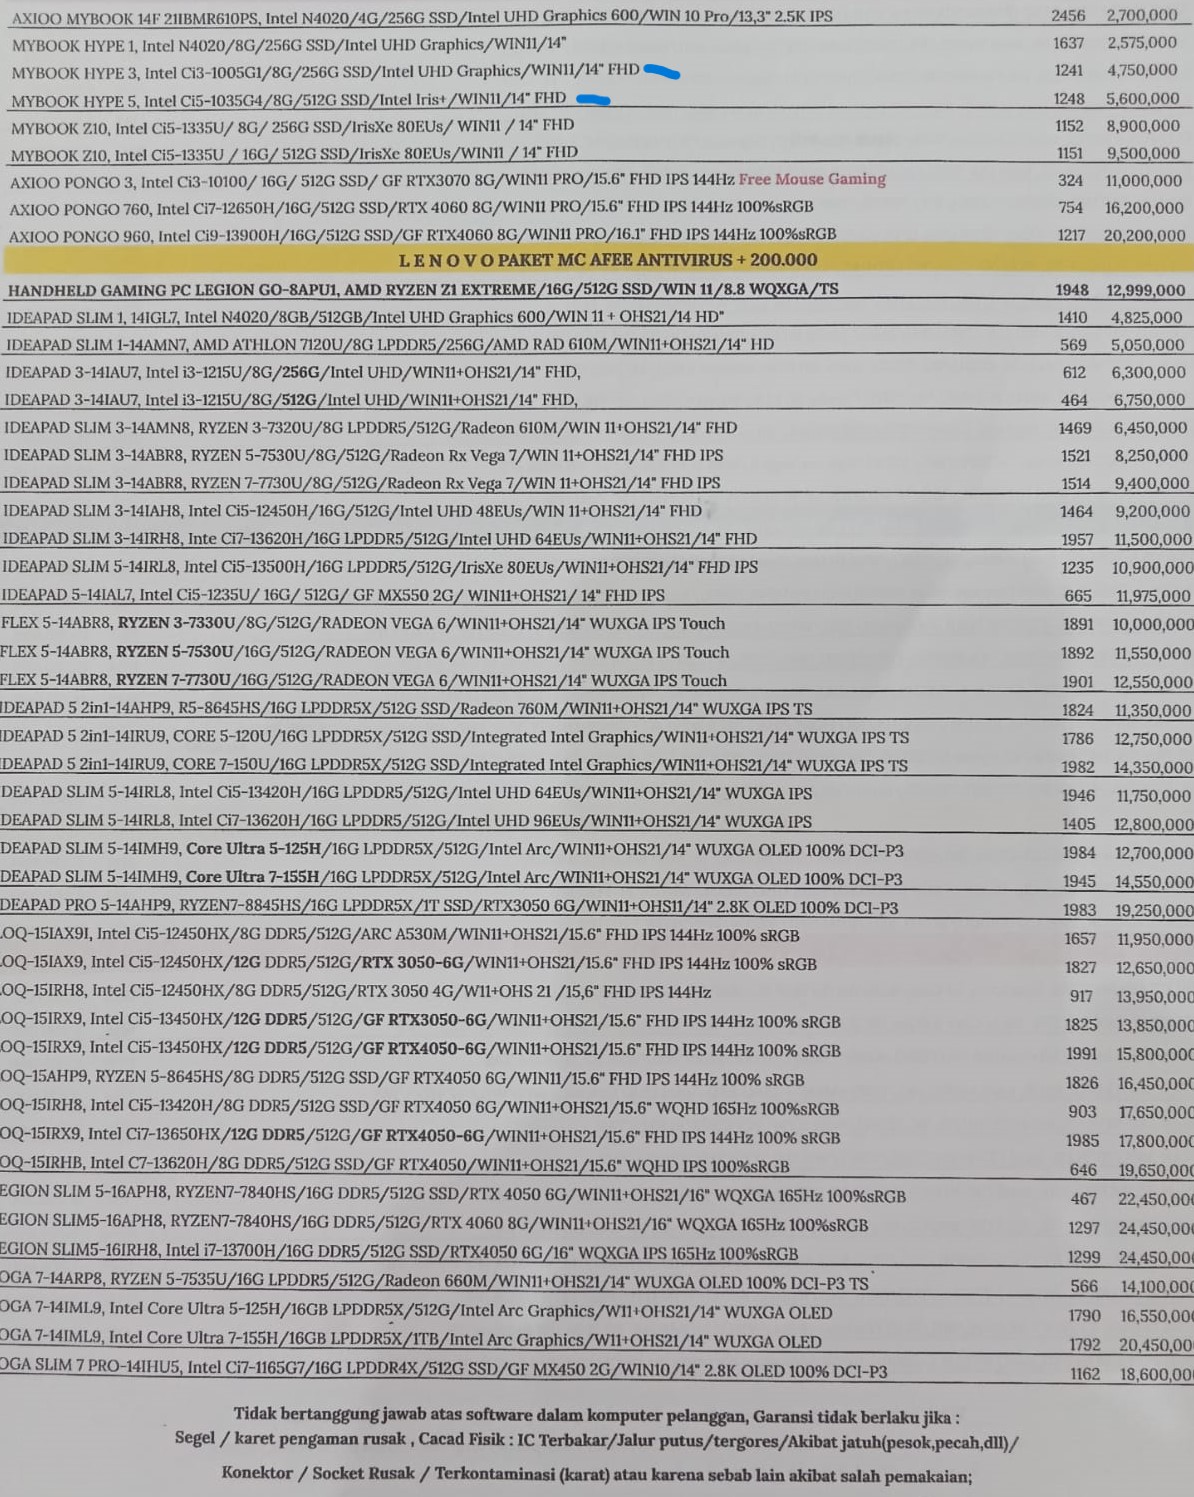 AXIOO MYBOOK 14F 211BMR610PS, Intel N4020/4G/256G SSD/Intel UHD Graphics 600/WIN 10 Pro/13,3" 2.5K IPS 2456 2,700,000
MYBOOK HYPE 1, Intel N4020/8G/256G SSD/Intel UHD Graphics/WIN11/14" 1637 2,575,000
MYBOOK HYPE 3, Intel Ci3-1005G1/8G/256G SSD/Intel UHD Graphics/WIN11/14" FHD 1241 4,750,000
MYBOOK HYPE 5, Intel Ci5-1035G4/8G/512G SSD/Intel Iris+/WIN11/14" FHD 1248 5,600,000
MYBOOK Z10, Intel Ci5-1335U/ 8G/ 256G SSD/IrisXe 80EUs/ WIN11 / 14" FHD 1152 8,900,000
MYBOOK Z10, Intel Ci5-1335U / 16G/ 512G SSD/IrisXe 80EUs/WIN11 / 14" FHD 1151 9,500,000
AXIOO PONGO 3, Intel Ci3-10100/ 16G/ 512G SSD/ GF RTX3070 8G/WIN11 PRO/15.6" FHD IPS 144Hz Free Mouse Gaming 324 11,000,000
AXIOO PONGO 760, Intel Ci7-12650H/16G/512G SSD/RTX 4060 8G/WIN11 PRO/15.6" FHD IPS 144Hz 100%sRGB 754 16,200,000
AXIOO PONGO 960, Intel Ci9-13900H/16G/512G SSD/GF RTX4060 8G/WIN11 PRO/16.1" FHD IPS 144Hz 100%sRGB 1217 20,200,000
L E N O V O PAKET MC AFEE ANTIVIRUS + 200.000
HANDHELD GAMING PC LEGION GO-8APU1, AMD RYZEN Z1 EXTREME/16G/512G SSD/WIN 11/8.8 WQXGA/TS 1948 12,999,000
IDEAPAD SLIM 1, 14IGL7, Intel N4020/8GB/512GB/Intel UHD Graphics 600/WIN 11 + OHS21/14 HD" 1410 4,825,000
IDEAPAD SLIM 1-14AMN7, AMD ATHLON 7120U/8G LPDDR5/256G/AMD RAD 610M/WIN11+OHS21/14" HD 569 5,050,000
IDEAPAD 3-14IAU7, Intel i3-1215U/8G/256G/Intel UHD/WIN11+OHS21/14" FHD, 612 6,300,000
IDEAPAD 3-14IAU7, Intel i3-1215U/8G/512G/Intel UHD/WIN11+OHS21/14" FHD, 464 6,750,000
IDEAPAD SLIM 3-14AMN8, RYZEN 3-7320U/8G LPDDR5/512G/Radeon 610M/WIN 11+OHS21/14" FHD 1469 6,450,000
IDEAPAD SLIM 3-14ABR8, RYZEN 5-7530U/8G/512G/Radeon Rx Vega 7/WIN 11+OHS21/14" FHD IPS 1521 8,250,000
IDEAPAD SLIM 3-14ABR8, RYZEN 7-7730U/8G/512G/Radeon Rx Vega 7/WIN 11+OHS21/14" FHD IPS 1514 9,400,000
IDEAPAD SLIM 3-14IAH8, Intel Ci5-12450H/16G/512G/Intel UHD 48EUs/WIN 11+OHS21/14" FHD 1464 9,200,000
IDEAPAD SLIM 3-14IRH8, Inte Ci7-13620H/16G LPDDR5/512G/Intel UHD 64EUs/WIN11+OHS21/14" FHD 1957 11,500,000
IDEAPAD SLIM 5-14IRL8, Intel Ci5-13500H/16G LPDDR5/512G/IrisXe 80EUs/WIN11+OHS21/14" FHD IPS 1235 10,900,000
IDEAPAD 5-14IAL7, Intel Ci5-1235U/ 16G/ 512G/ GF MX550 2G/ WIN11+OHS21/ 14" FHD IPS 665 11,975,000
FLEX 5-14ABR8, RYZEN 3-7330U/8G/512G/RADEON VEGA 6/WIN11+OHS21/14" WUXGA IPS Touch 1891 10,000,000
FLEX 5-14ABR8, RYZEN 5-7530U/16G/512G/RADEON VEGA 6/WIN11+OHS21/14" WUXGA IPS Touch 1892 11,550,000
FLEX 5-14ABR8, RYZEN 7-7730U/16G/512G/RADEON VEGA 6/WIN11+OHS21/14" WUXGA IPS Touch 1901 12,550,000
IDEAPAD 5 2in1-14AHP9, R5-8645HS/16G LPDDR5X/512G SSD/Radeon 760M/WIN11+OHS21/14" WUXGA IPS TS 1824 11,350,000
IDEAPAD 5 2in1-14IRU9, CORE 5-120U/16G LPDDR5X/512G SSD/Integrated Intel Graphics/WIN11+OHS21/14" WUXGA IPS TS 1786 12,750,000
IDEAPAD 5 2in1-14IRU9, CORE 7-150U/16G LPDDR5X/512G SSD/Integrated Intel Graphics/WIN11+OHS21/14" WUXGA IPS TS 1982 14,350,000
DEAPAD SLIM 5-14IRL8, Intel Ci5-13420H/16G LPDDR5/512G/Intel UHD 64EUs/WIN11+OHS21/14" WUXGA IPS 1946 11,750,000
DEAPAD SLIM 5-14IRL8, Intel Ci7-13620H/16G LPDDR5/512G/Intel UHD 96EUs/WIN11+OHS21/14" WUXGA IPS 1405 12,800,000
DEAPAD SLIM 5-14IMH9, Core Ultra 5-125H/16G LPDDR5X/512G/Intel Arc/WIN11+OHS21/14" WUXGA OLED 100% DCI-P3 1984 12,700,000
DEAPAD SLIM 5-14IMH9, Core Ultra 7-155H/16G LPDDR5X/512G/Intel Arc/WIN11+OHS21/14" WUXGA OLED 100% DCI-P3 1945 14,550,000
DEAPAD PRO 5-14AHP9, RYZEN7-8845HS/16G LPDDR5X/1T SSD/RTX3050 6G/WIN11+OHS11/14" 2.8K OLED 100% DCI-P3 1983 19,250,000
LOQ-15IAX9I, Intel Ci5-12450HX/8G DDR5/512G/ARC A530M/WIN11+OHS21/15.6" FHD IPS 144Hz 100% sRGB 1657 11,950,000
LOQ-15IAX9, Intel Ci5-12450HX/12G DDR5/512G/RTX 3050-6G/WIN11+OHS21/15.6" FHD IPS 144Hz 100% sRGB 1827 12,650,000
LOQ-15IRH8, Intel Ci5-12450HX/8G DDR5/512G/RTX 3050 4G/W11+OHS 21 /15,6" FHD IPS 144Hz 917 13,950,000
OQ-15IRX9, Intel Ci5-13450HX/12G DDR5/512G/GF RTX3050-6G/WIN11+OHS21/15.6" FHD IPS 144Hz 100% sRGB 1825 13,850,000
OQ-15IRX9, Intel Ci5-13450HX/12G DDR5/512G/GF RTX4050-6G/WIN11+OHS21/15.6" FHD IPS 144Hz 100% sRGB 1991 15,800,000
OQ-15AHP9, RYZEN 5-8645HS/8G DDR5/512G SSD/GF RTX4050 6G/WIN11/15.6" FHD IPS 144Hz 100% sRGB 1826 16,450,000
OQ-15IRH8, Intel Ci5-13420H/8G DDR5/512G SSD/GF RTX4050 6G/WIN11+OHS21/15.6" WQHD 165Hz 100%sRGB 903 17,650,000
OQ-15IRX9, Intel Ci7-13650HX/12G DDR5/512G/GF RTX4050-6G/WIN11+OHS21/15.6" FHD IPS 144Hz 100% sRGB 1985 17,800,000
OQ-15IRHB, Intel C7-13620H/8G DDR5/512G SSD/GF RTX4050/WIN11+OHS21/15.6" WQHD IPS 100%sRGB 646 19,650,000
EGION SLIM 5-16APH8, RYZEN7-7840HS/16G DDR5/512G SSD/RTX 4050 6G/WIN11+OHS21/16" WQXGA 165Hz 100%sRGB 467 22,450,00
EGION SLIM5-16APH8, RYZEN7-7840HS/16G DDR5/512G/RTX 4060 8G/WIN11+OHS21/16" WQXGA 165Hz 100%sRGB 1297 24,450,00
EGION SLIM5-16IRH8, Intel i7-13700H/16G DDR5/512G SSD/RTX4050 6G/16" WQXGA IPS 165Hz 100%sRGB 1299 24,450,00
OGA 7-14ARP8, RYZEN 5-7535U/16G LPDDR5/512G/Radeon 660M/WIN11+OHS21/14" WUXGA OLED 100% DCI-P3 TS 566 14,100,00
OGA 7-14IML9, Intel Core Ultra 5-125H/16GB LPDDR5X/512G/Intel Arc Graphics/W11+OHS21/14" WUXGA OLED 1790 16,550,00
OGA 7-14IML9, Intel Core Ultra 7-155H/16GB LPDDR5X/1TB/Intel Arc Graphics/W11+OHS21/14" WUXGA OLED 1792 20,450,00
OGA SLIM 7 PRO-14IHU5, Intel Ci7-1165G7/16G LPDDR4X/512G SSD/GF MX450 2G/WIN10/14" 2.8K OLED 100% DCI-P3 1162 18,600,00
Tidak bertanggung jawab atas software dalam komputer pelanggan, Garansi tidak berlaku jika :
Segel / karet pengaman rusak , Cacad Fisik : IC Terbakar/Jalur putus/tergores/Akibat jatuh(pesok,pecah,dll)/
Konektor / Socket Rusak / Terkontaminasi (karat) atau karena sebab lain akibat salah pemakaian;